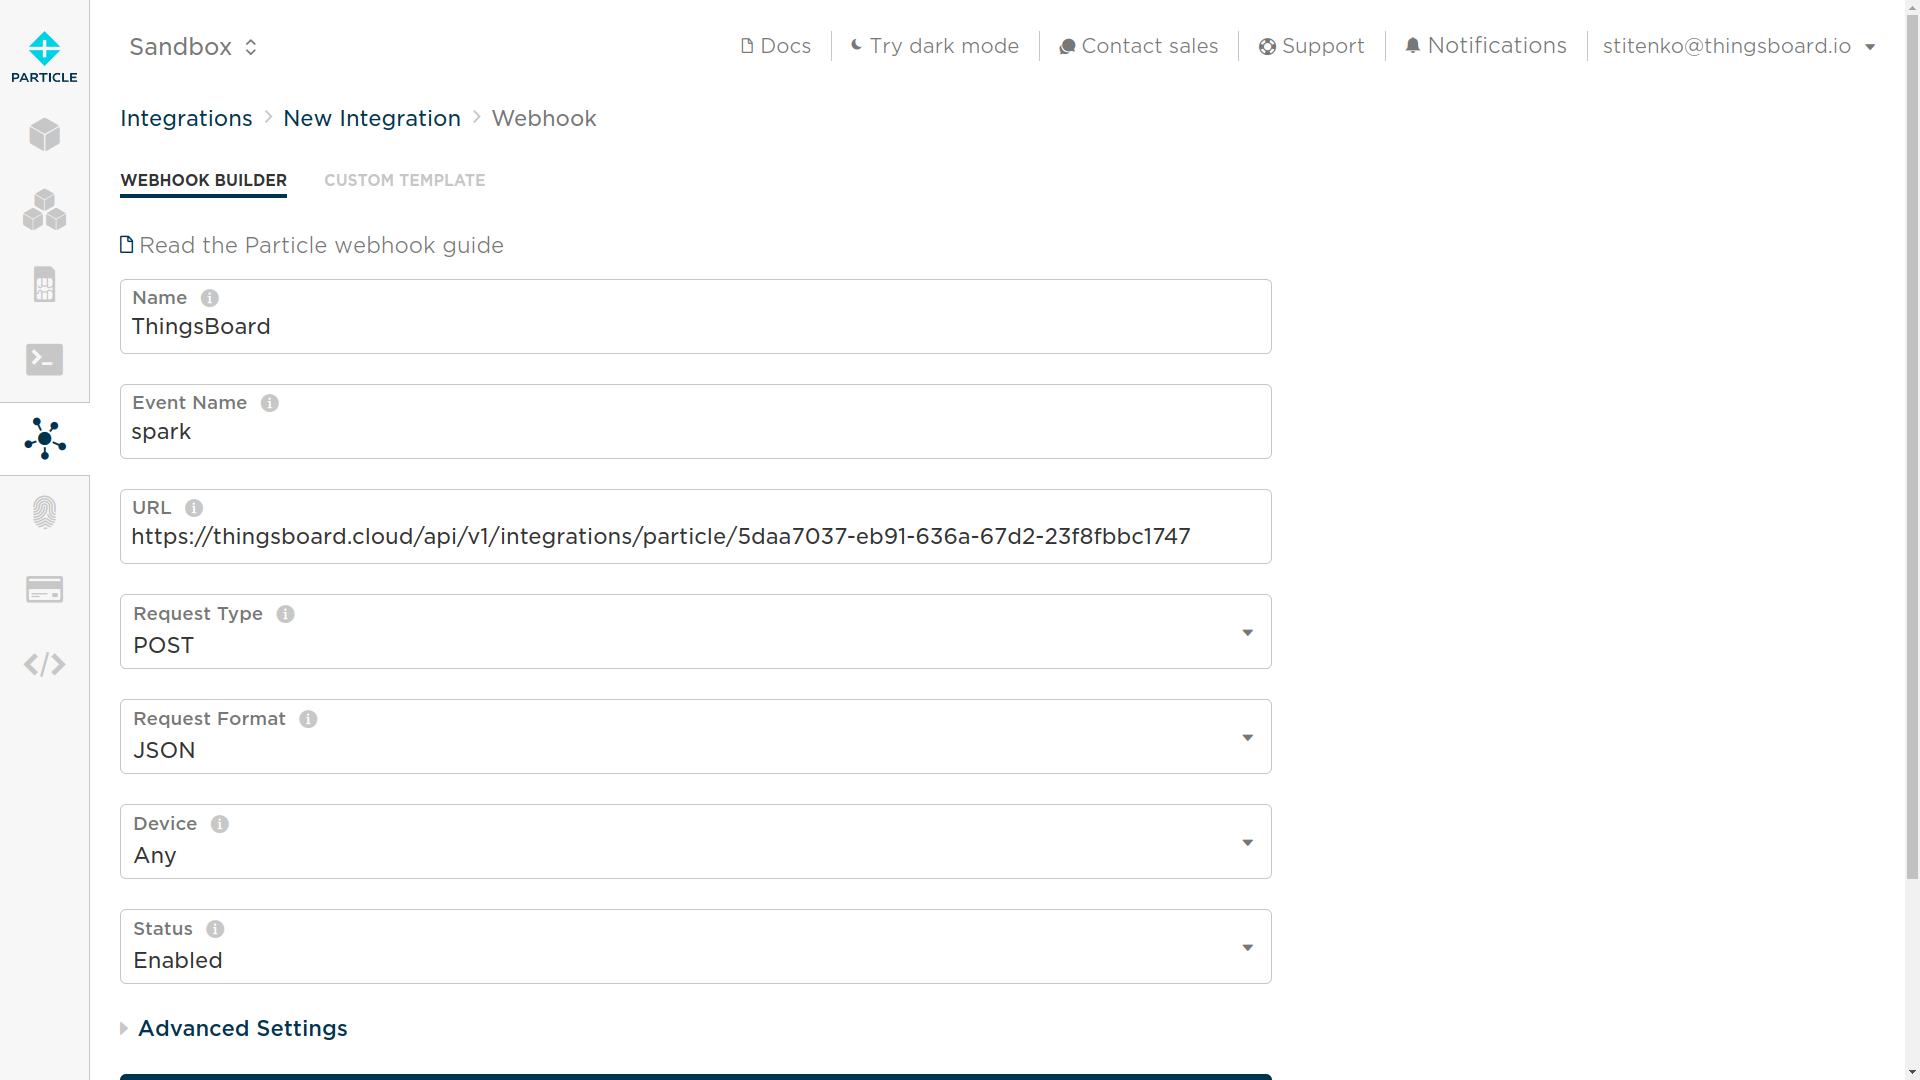 PARTICLE
Sandbox
Docs
Try dark mode
Contact sales
Support
Notifications
stitenko@thingsboard.io
Integrations > New Integration > Webhook
WEBHOOK BUILDER
CUSTOM TEMPLATE
Read the Particle webhook guide
Name
ThingsBoard
Event Name
spark
URL
https://thingsboard.cloud/api/v1/integrations/particle/5daa7037-eb91-636a-67d2-23f8fbbc1747
Request Type
POST
Request Format
JSON
Device
Any
Status
Enabled
Advanced Settings